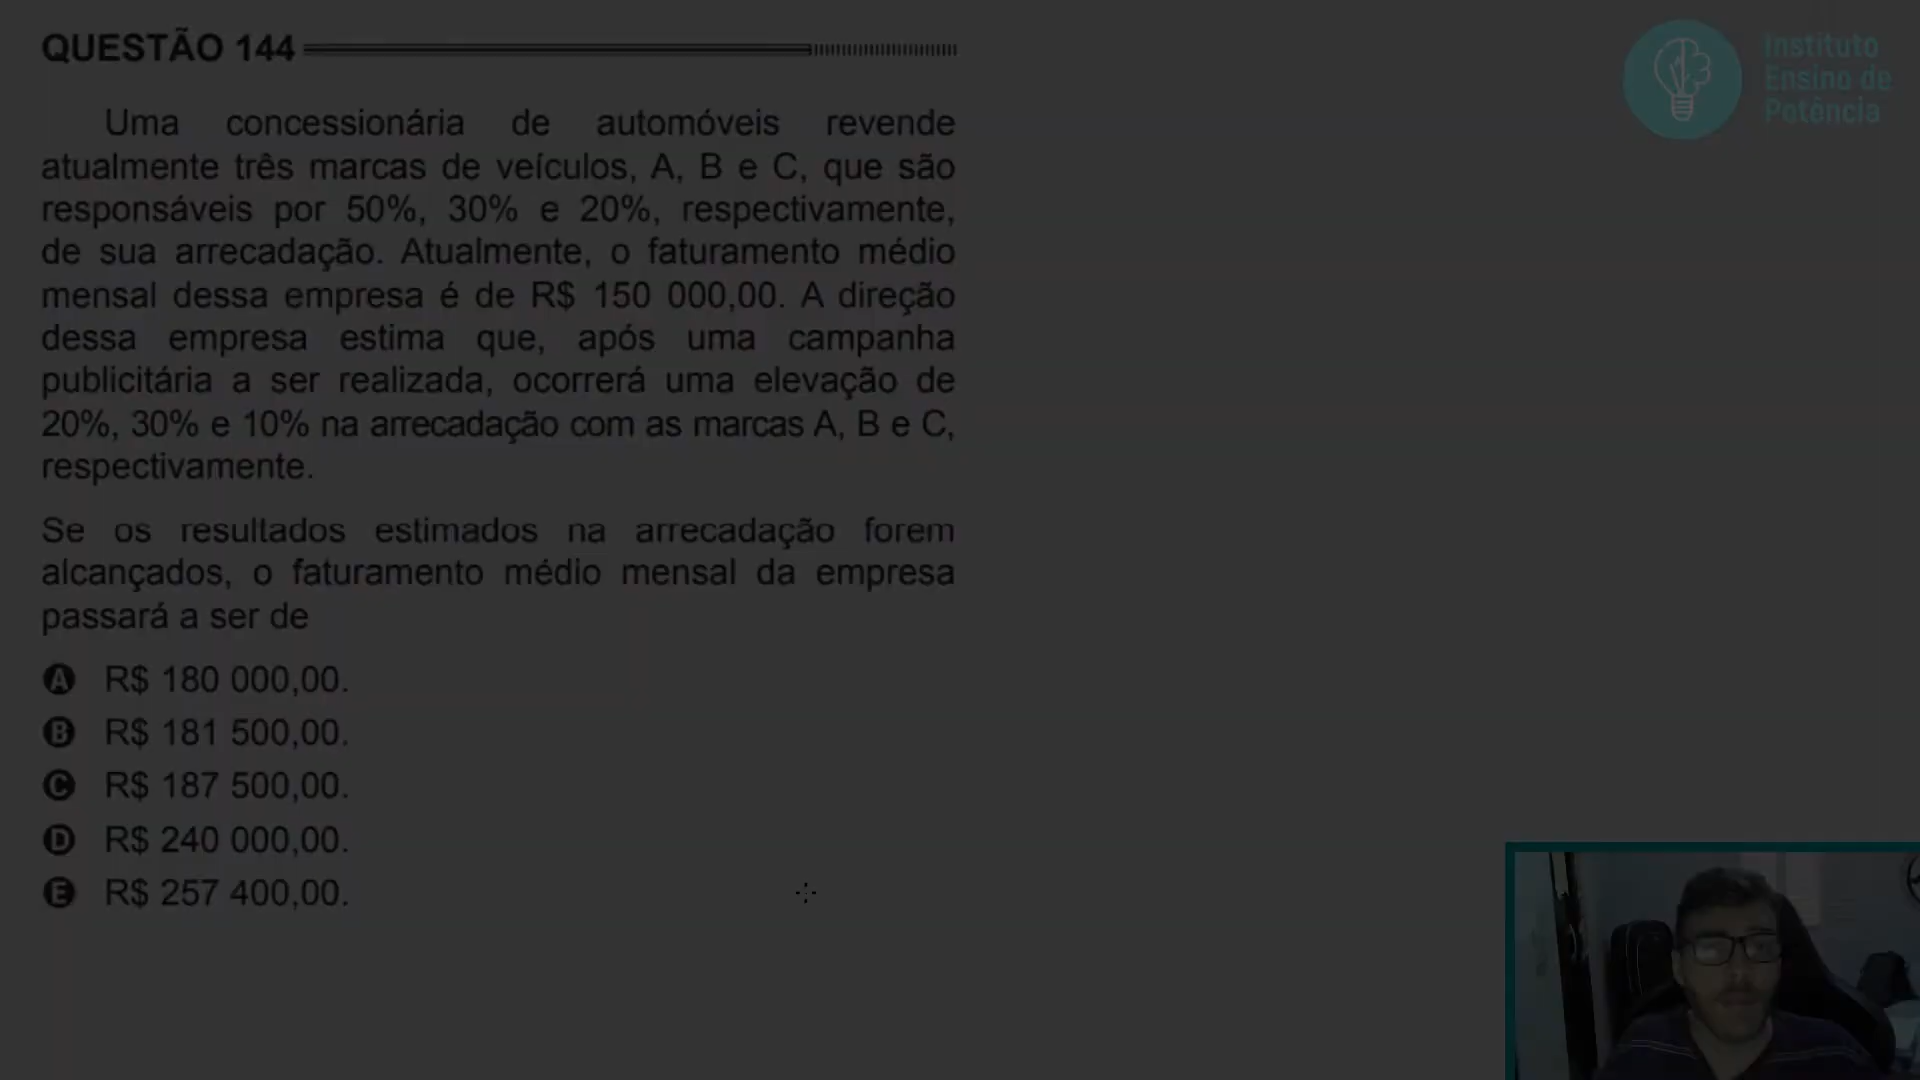 QUESTÃO 144
Uma concessionária de automóveis revende
atualmente três marcas de veículos, A, B e C, que são
responsáveis por 50%, 30% e 20%, respectivamente,
de sua arrecadação. Atualmente, o faturamento médio
mensal dessa empresa é de R$ 150 000,00. A direção
dessa empresa estima que, após uma campanha
publicitária a ser realizada, ocorrerá uma elevação de
20%, 30% e 10% na arrecadação com as marcas A, B e C,
respectivamente.
Se os resultados estimados na arrecadação forem
alcançados, o faturamento médio mensal da empresa
passará a ser de
A R$ 180 000,00.
B R$ 181 500,00.
C R$ 187 500,00.
D R$ 240 000,00.
E R$ 257 400,00.
Instituto
Ensino de
Potência